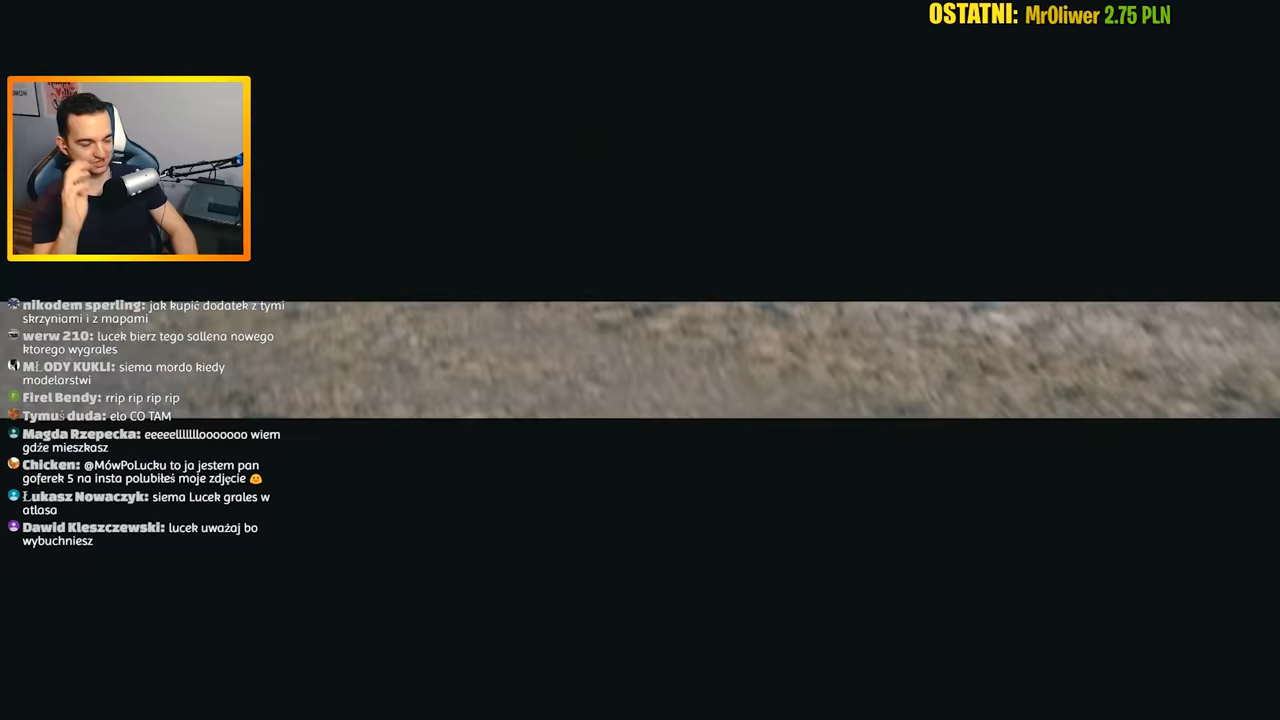 OSTATNI: MrOliwer 2.75 PLN
nikodem sperling: jak kupić dodatek z tymi
skrzyniami i z mapami
werw 210: lucek bierz tego sallena nowego
ktorego wygrales
MŁODY KUKLI: siema mordo kiedy
modelarstwi
Firel Bendy: rrip rip rip rip
Tymuś duda: elo CO TAM
Magda Rzepecka: eeeeelllllllooooooo wiem
gdźe mieszkasz
Chicken: @MówPoLucku to ja jestem pan
goferek 5 na insta polubiłeś moje zdjęcie
Łukasz Nowaczyk: siema Lucek grales w
atlasa
Dawid Kleszczewski: lucek uważaj bo
wybuchniesz